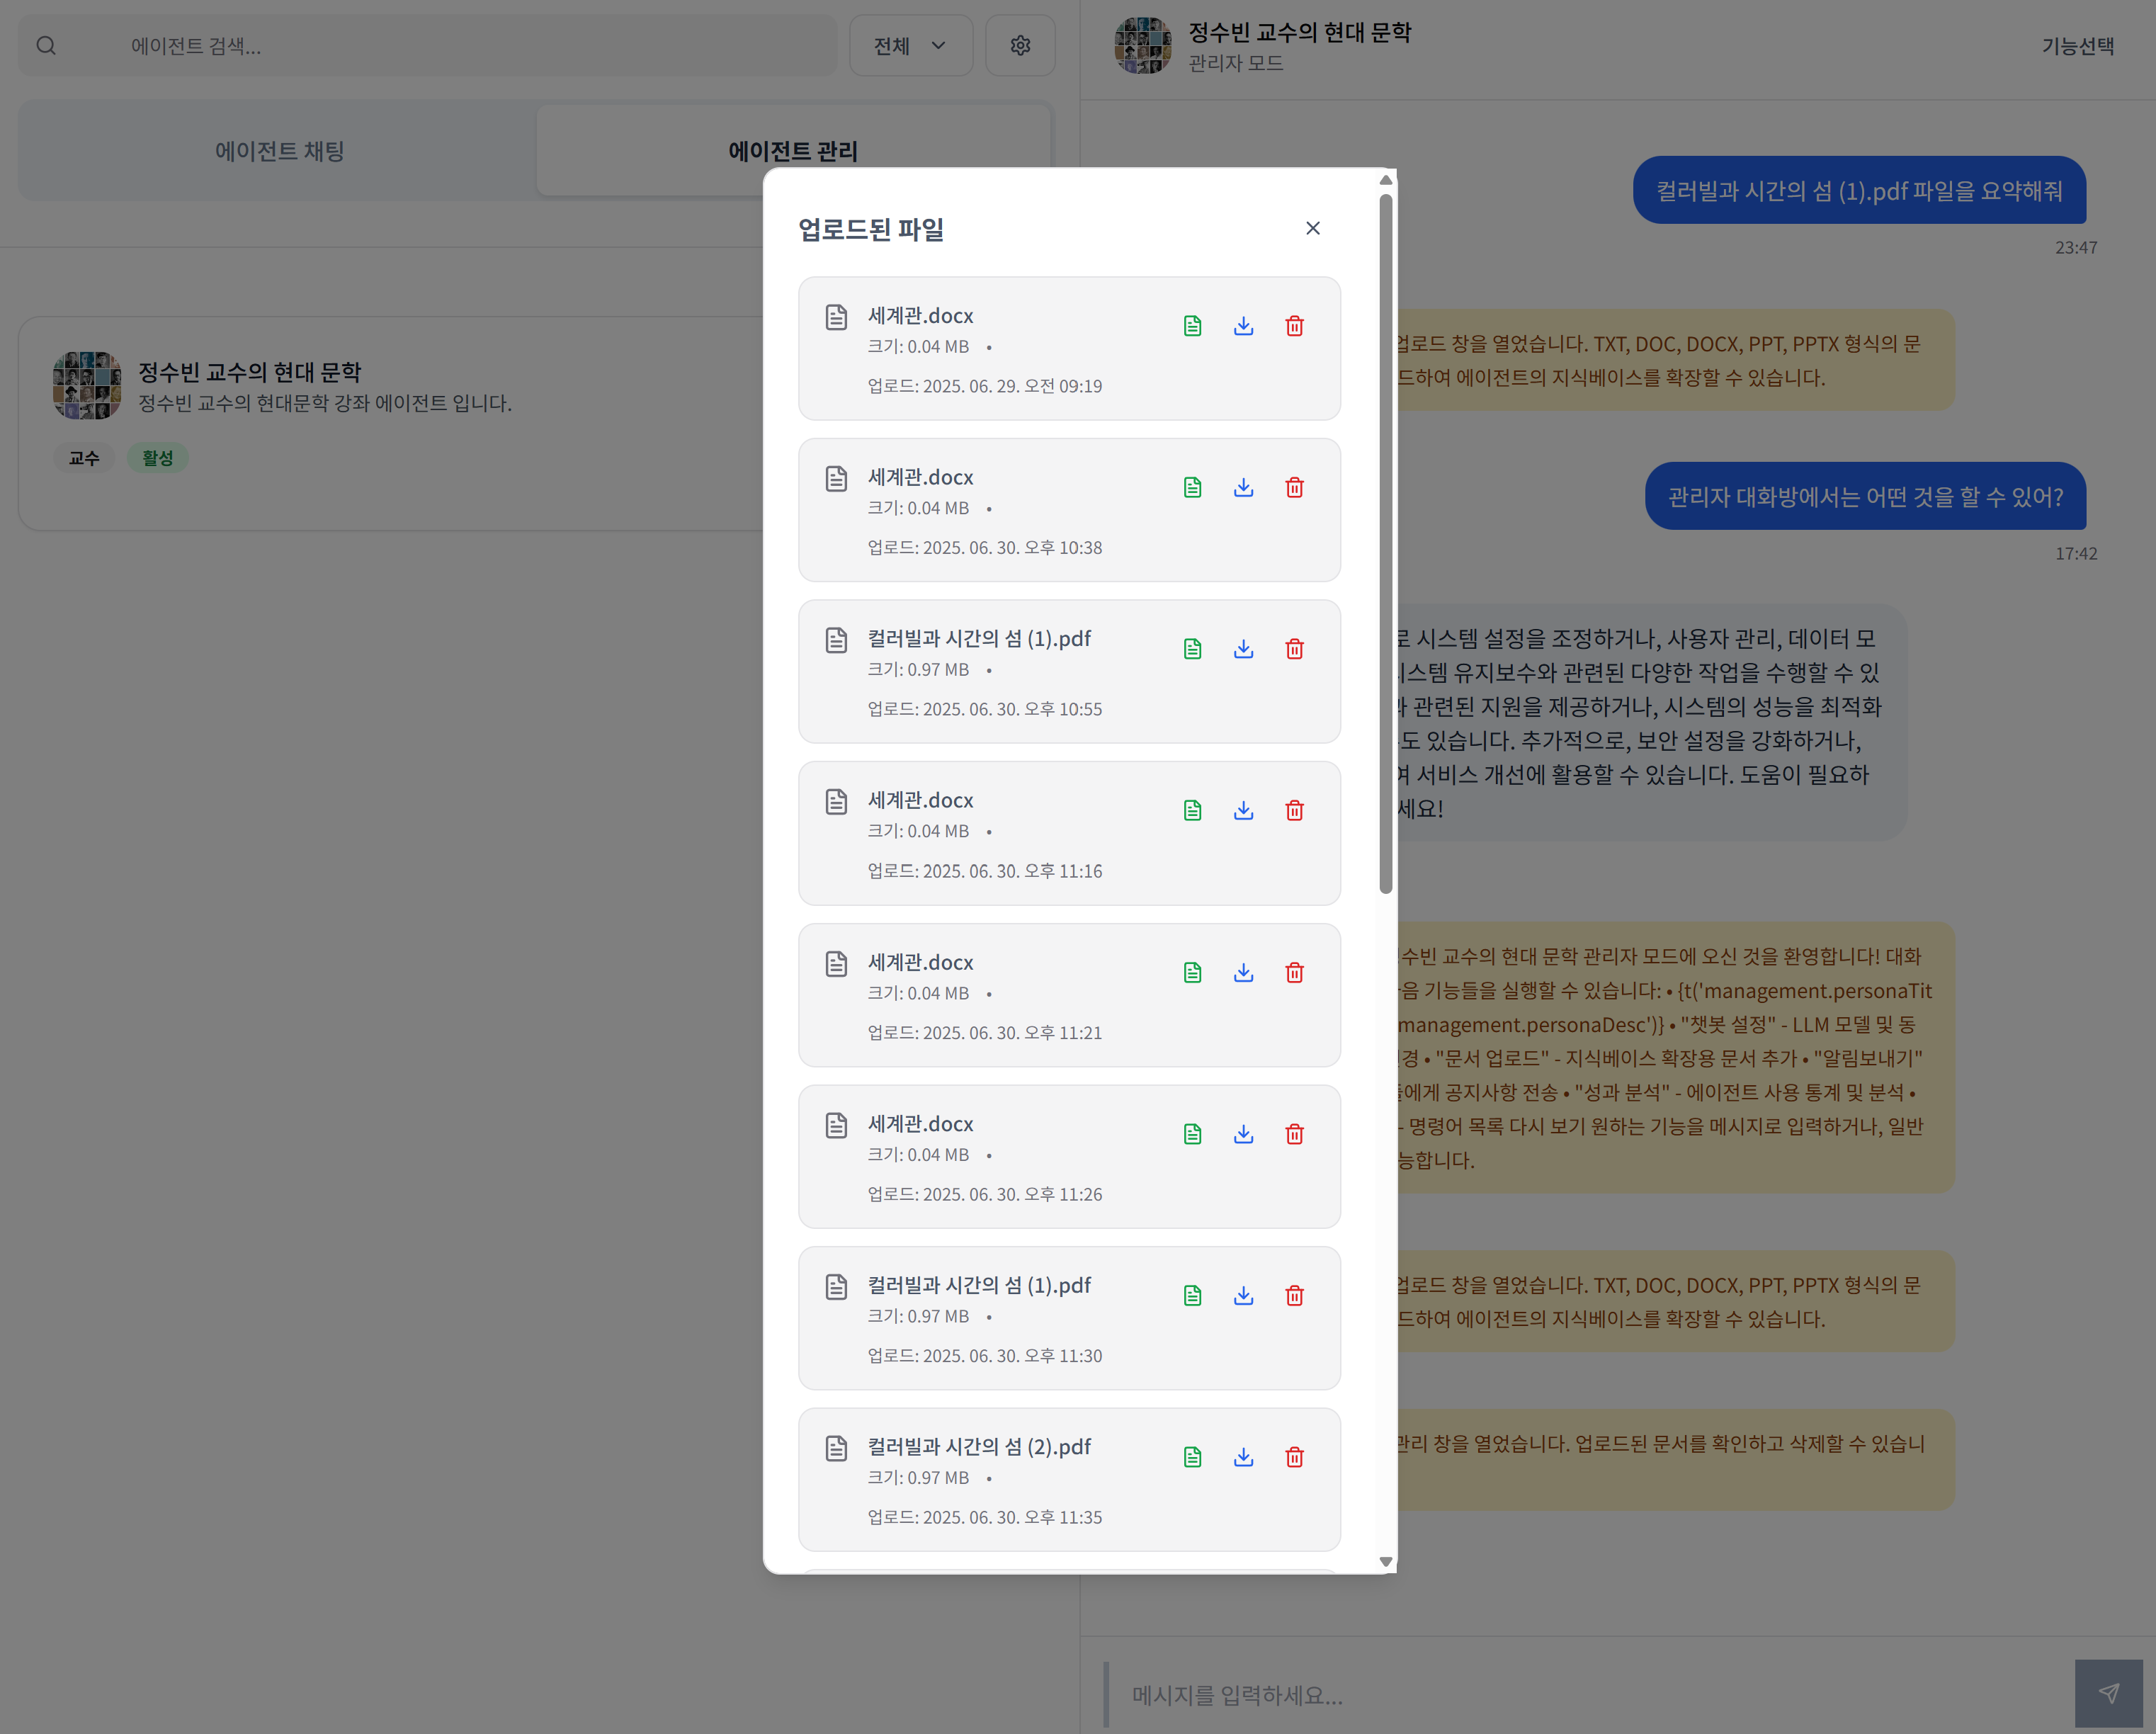 에이전트 검색...
전체
에이전트 채팅
에이전트 관리
정수빈 교수의 현대 문학
정수빈 교수의 현대문학 강좌 에이전트 입니다.
교수
활성
정수빈 교수의 현대 문학
관리자 모드
기능선택
컬러빌과 시간의 섬 (1).pdf 파일을 요약해줘
23:47
업로드 창을 열었습니다. TXT, DOC, DOCX, PPT, PPTX 형식의 문
드하여 에이전트의 지식베이스를 확장할 수 있습니다.
관리자 대화방에서는 어떤 것을 할 수 있어?
17:42
로 시스템 설정을 조정하거나, 사용자 관리, 데이터 모
시스템 유지보수와 관련된 다양한 작업을 수행할 수 있
관련된 지원을 제공하거나, 시스템의 성능을 최적화
도 있습니다. 추가적으로, 보안 설정을 강화하거나,
여 서비스 개선에 활용할 수 있습니다. 도움이 필요하
세요!
수빈 교수의 현대 문학 관리자 모드에 오신 것을 환영합니다! 대화
음 기능들을 실행할 수 있습니다: • {t('management.personaTit
management.personaDesc')} • "챗봇 설정" - LLM 모델 및 동
경 • "문서 업로드" - 지식베이스 확장용 문서 추가 • "알림보내기"
들에게 공지사항 전송 • "성과 분석" - 에이전트 사용 통계 및 분석 •
- 명령어 목록 다시 보기 원하는 기능을 메시지로 입력하거나, 일반
능합니다.
업로드 창을 열었습니다. TXT, DOC, DOCX, PPT, PPTX 형식의 문
드하여 에이전트의 지식베이스를 확장할 수 있습니다.
관리 창을 열었습니다. 업로드된 문서를 확인하고 삭제할 수 있습니
메시지를 입력하세요...
업로드된 파일
세계관.docx
크기: 0.04 MB •
업로드: 2025. 06. 29. 오전 09:19
세계관.docx
크기: 0.04 MB •
업로드: 2025. 06. 30. 오후 10:38
컬러빌과 시간의 섬 (1).pdf
크기: 0.97 MB •
업로드: 2025. 06. 30. 오후 10:55
세계관.docx
크기: 0.04 MB •
업로드: 2025. 06. 30. 오후 11:16
세계관.docx
크기: 0.04 MB •
업로드: 2025. 06. 30. 오후 11:21
세계관.docx
크기: 0.04 MB •
업로드: 2025. 06. 30. 오후 11:26
컬러빌과 시간의 섬 (1).pdf
크기: 0.97 MB •
업로드: 2025. 06. 30. 오후 11:30
컬러빌과 시간의 섬 (2).pdf
크기: 0.97 MB •
업로드: 2025. 06. 30. 오후 11:35